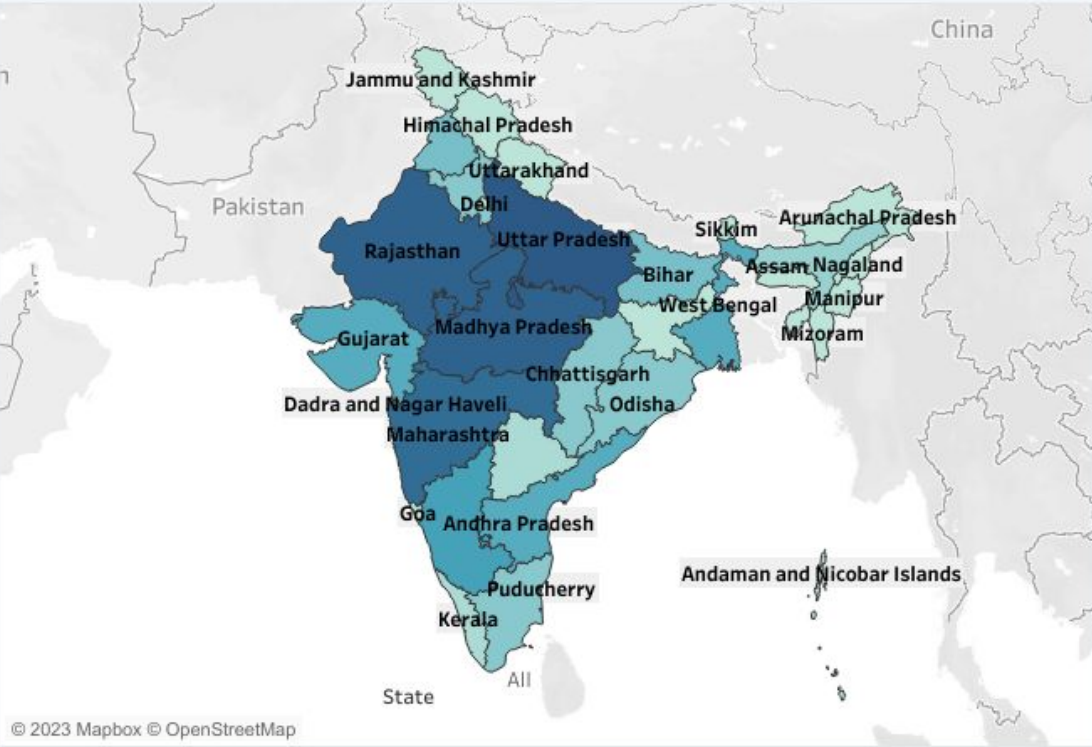 China
Jammu and Kashmir
Himachal Pradesh
Uttarakhand
Pakistan
Delhi
Arunachal Pradesh
Sikkim
Uttar Pradesh
Rajasthan
Assam
Nagaland
Bihar
Manipur
West Bengal
Madhya Pradesh
Mizoram
Gujarat
Chhattisgarh
Dadra and Nagar Haveli
Odisha
Maharashtra
Goa
Andhra Pradesh
Andaman and Nicobar Islands
Puducherry
Kerala
All
State
© 2023 Mapbox © OpenStreetMap